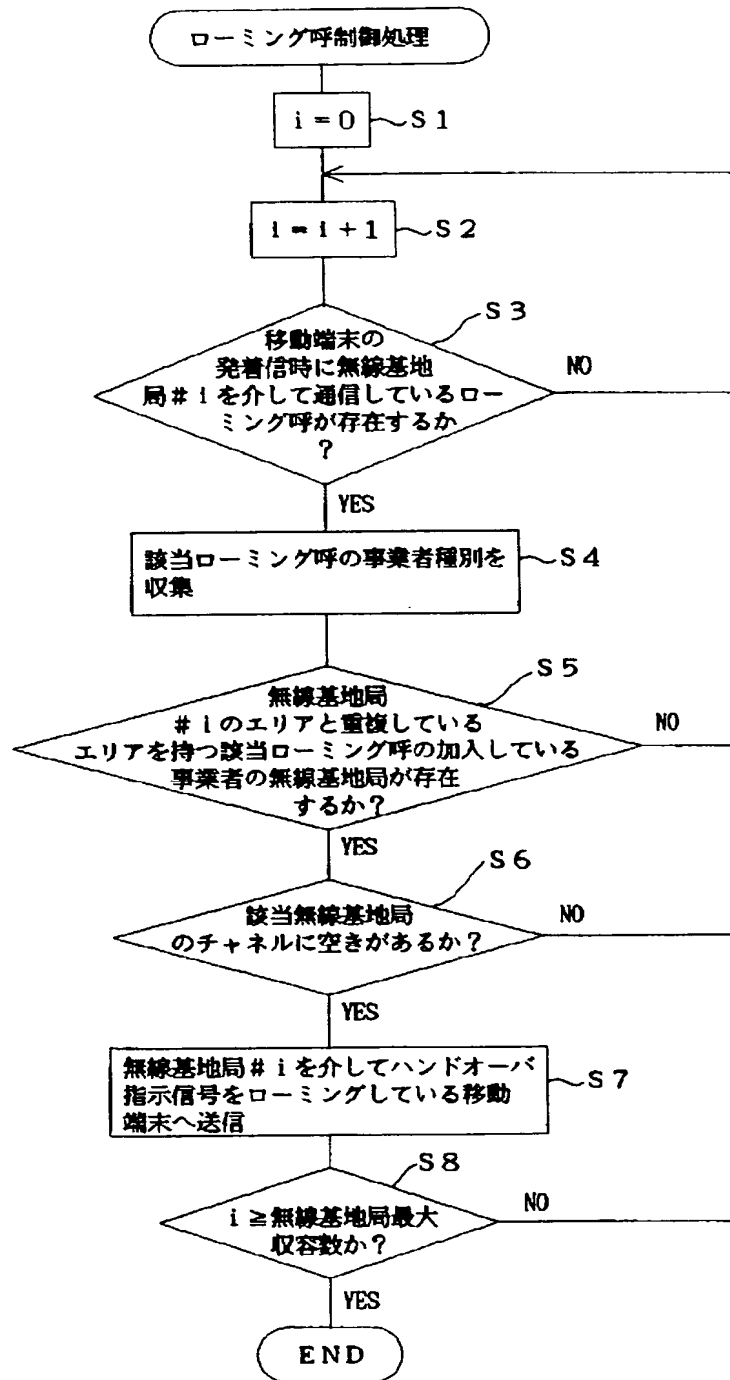 ローミング呼制御処理
i=0
S1
i=i+1
S2
S3
移動端末の
発着信時に無線基地
局#iを介して通信しているロー
ミング呼が存在するか
?
NO
YES
該当ローミング呼の事業者種別を
収集
S4
S5
無線基地局
#iのエリアと重複している
エリアを持つ該当ローミング呼の加入している
事業者の無線基地局が存在
するか?
NO
YES
S6
該当無線基地局
のチャネルに空きがあるか?
NO
YES
無線基地局#iを介してハンドオーバ
指示信号をローミングしている移動
端末へ送信
S7
S8
i≧無線基地局最大
収容数か?
NO
YES
END